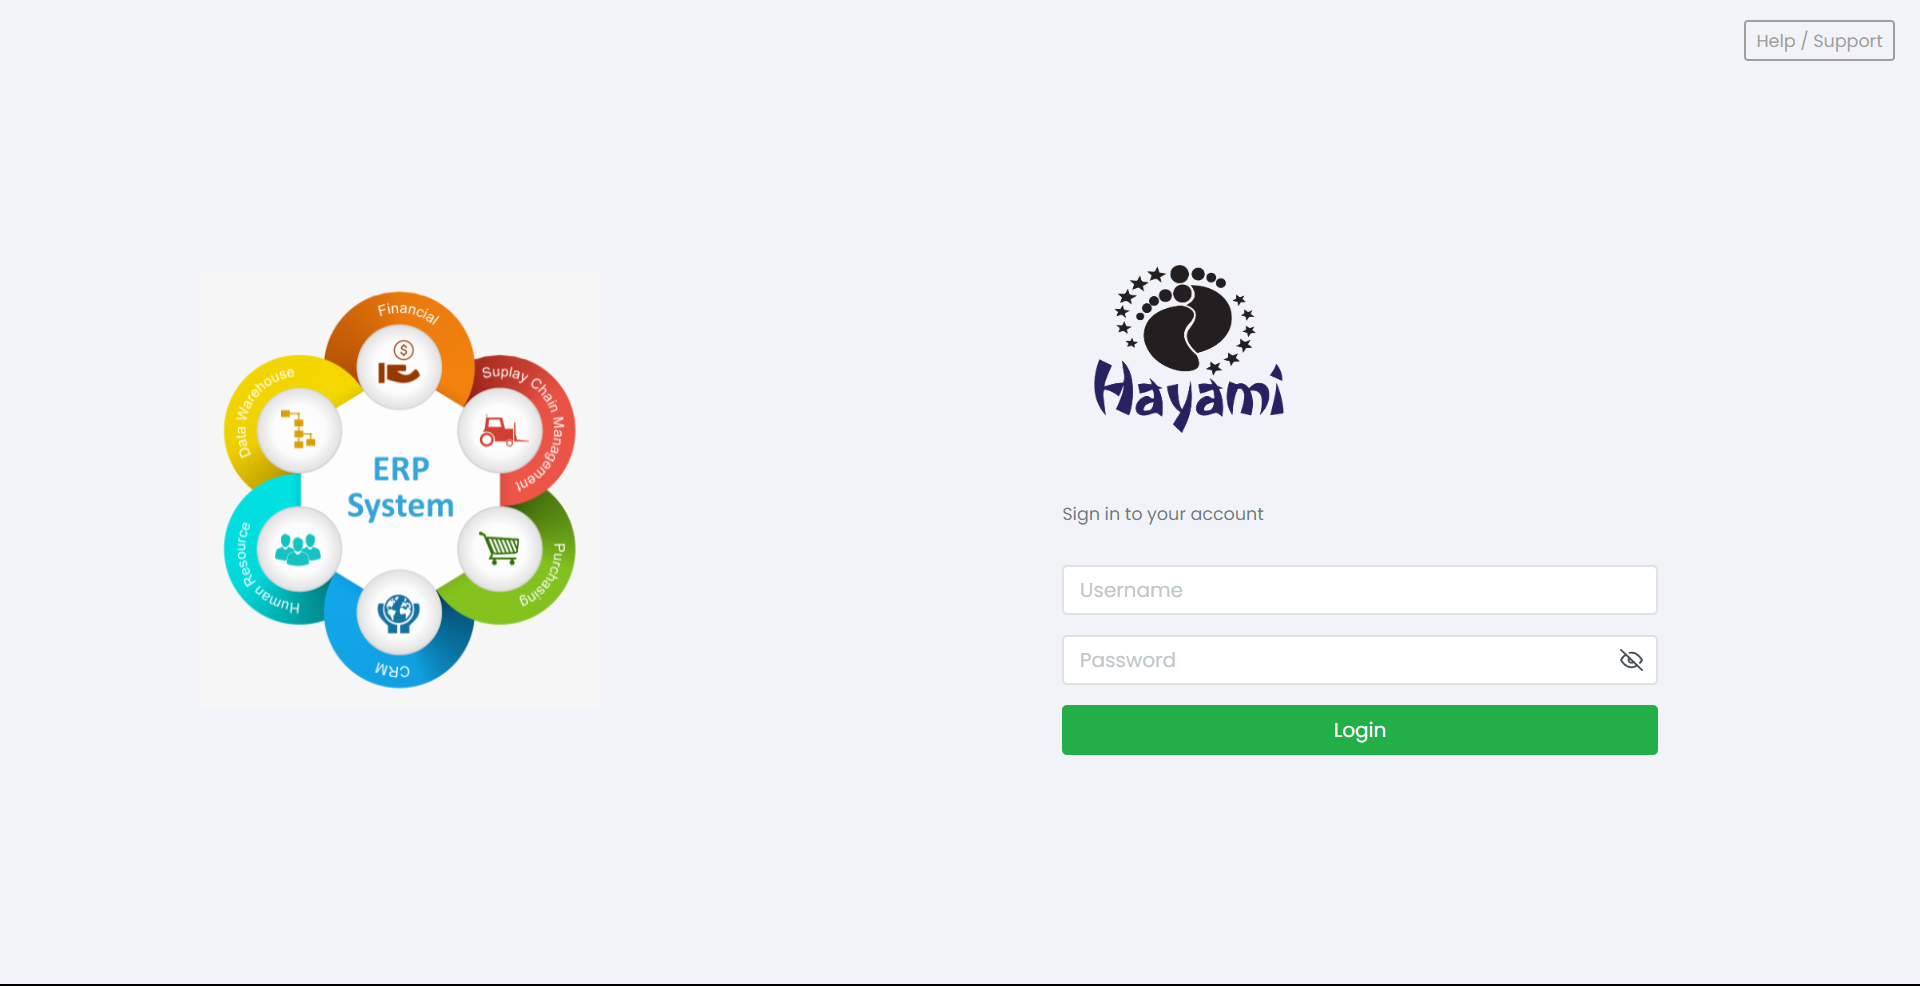 Help / Support
Financial
Suplay Chain Management
Data Warehouse
ERP
System
Human Resource
Purchasing
CRM
Hayami
Sign in to your account
Username
Password
Login